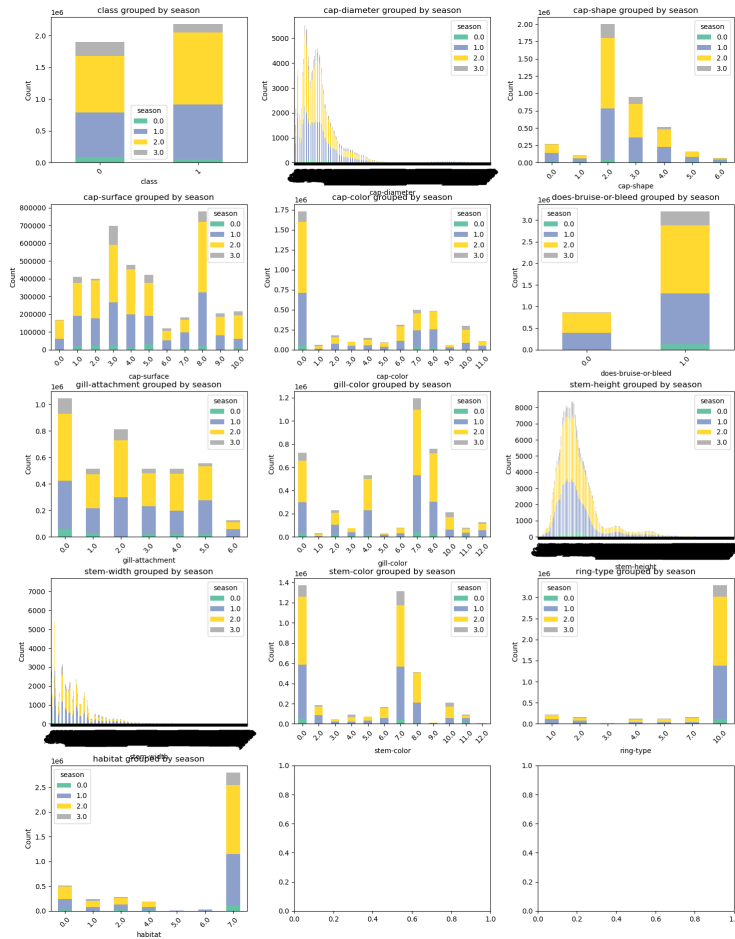 class grouped by season
1e6
Count
2.0
1.5
1.0
0.5
0.0
season
0.0
1.0
2.0
3.0
0
1
class
cap-diameter grouped by season
Count
5000
4000
3000
2000
1000
0
season
0.0
1.0
2.0
3.0
cap-diameter
cap-shape grouped by season
1e6
Count
2.00
1.75
1.50
1.25
1.00
0.75
0.50
0.25
0.00
season
0.0
1.0
2.0
3.0
0.0 1.0 2.0 3.0 4.0 5.0 6.0
cap-shape
cap-surface grouped by season
Count
800000
700000
600000
500000
400000
300000
200000
100000
0
season
0.0
1.0
2.0
3.0
0.0 1.0 2.0 3.0 4.0 5.0 6.0 7.0 8.0 9.0 10.0
cap-surface
cap-color grouped by season
1e6
Count
1.75
1.50
1.25
1.00
0.75
0.50
0.25
0.00
season
0.0
1.0
2.0
3.0
0.0 1.0 2.0 3.0 4.0 5.0 6.0 7.0 8.0 9.0 10.0 11.0
cap-color
does-bruise-or-bleed grouped by season
1e6
Count
3.0
2.5
2.0
1.5
1.0
0.5
0.0
season
0.0
1.0
2.0
3.0
0.0 1.0
does-bruise-or-bleed
gill-attachment grouped by season
1e6
Count
1.0
0.8
0.6
0.4
0.2
0.0
season
0.0
1.0
2.0
3.0
0.0 1.0 2.0 3.0 4.0 5.0 6.0
gill-attachment
gill-color grouped by season
1e6
Count
1.2
1.0
0.8
0.6
0.4
0.2
0.0
season
0.0
1.0
2.0
3.0
0.0 1.0 2.0 3.0 4.0 5.0 6.0 7.0 8.0 9.0 10.0 11.0 12.0
gill-color
stem-height grouped by season
Count
8000
7000
6000
5000
4000
3000
2000
1000
0
season
0.0
1.0
2.0
3.0
stem-height
stem-width grouped by season
Count
7000
6000
5000
4000
3000
2000
1000
0
season
0.0
1.0
2.0
3.0
stem-width
stem-color grouped by season
1e6
Count
1.4
1.2
1.0
0.8
0.6
0.4
0.2
0.0
season
0.0
1.0
2.0
3.0
0.0 1.0 2.0 3.0 4.0 5.0 6.0 7.0 8.0 9.0 10.0 11.0 12.0
stem-color
ring-type grouped by season
1e6
Count
3.0
2.5
2.0
1.5
1.0
0.5
0.0
season
0.0
1.0
2.0
3.0
1.0 2.0 3.0 4.0 5.0 7.0 10.0
ring-type
habitat grouped by season
1e6
Count
2.5
2.0
1.5
1.0
0.5
0.0
season
0.0
1.0
2.0
3.0
0.0 1.0 2.0 4.0 5.0 6.0 7.0
habitat
1.0
0.8
0.6
0.4
0.2
0.0
0.0 0.2 0.4 0.6 0.8 1.0
1.0
0.8
0.6
0.4
0.2
0.0
0.0 0.2 0.4 0.6 0.8 1.0